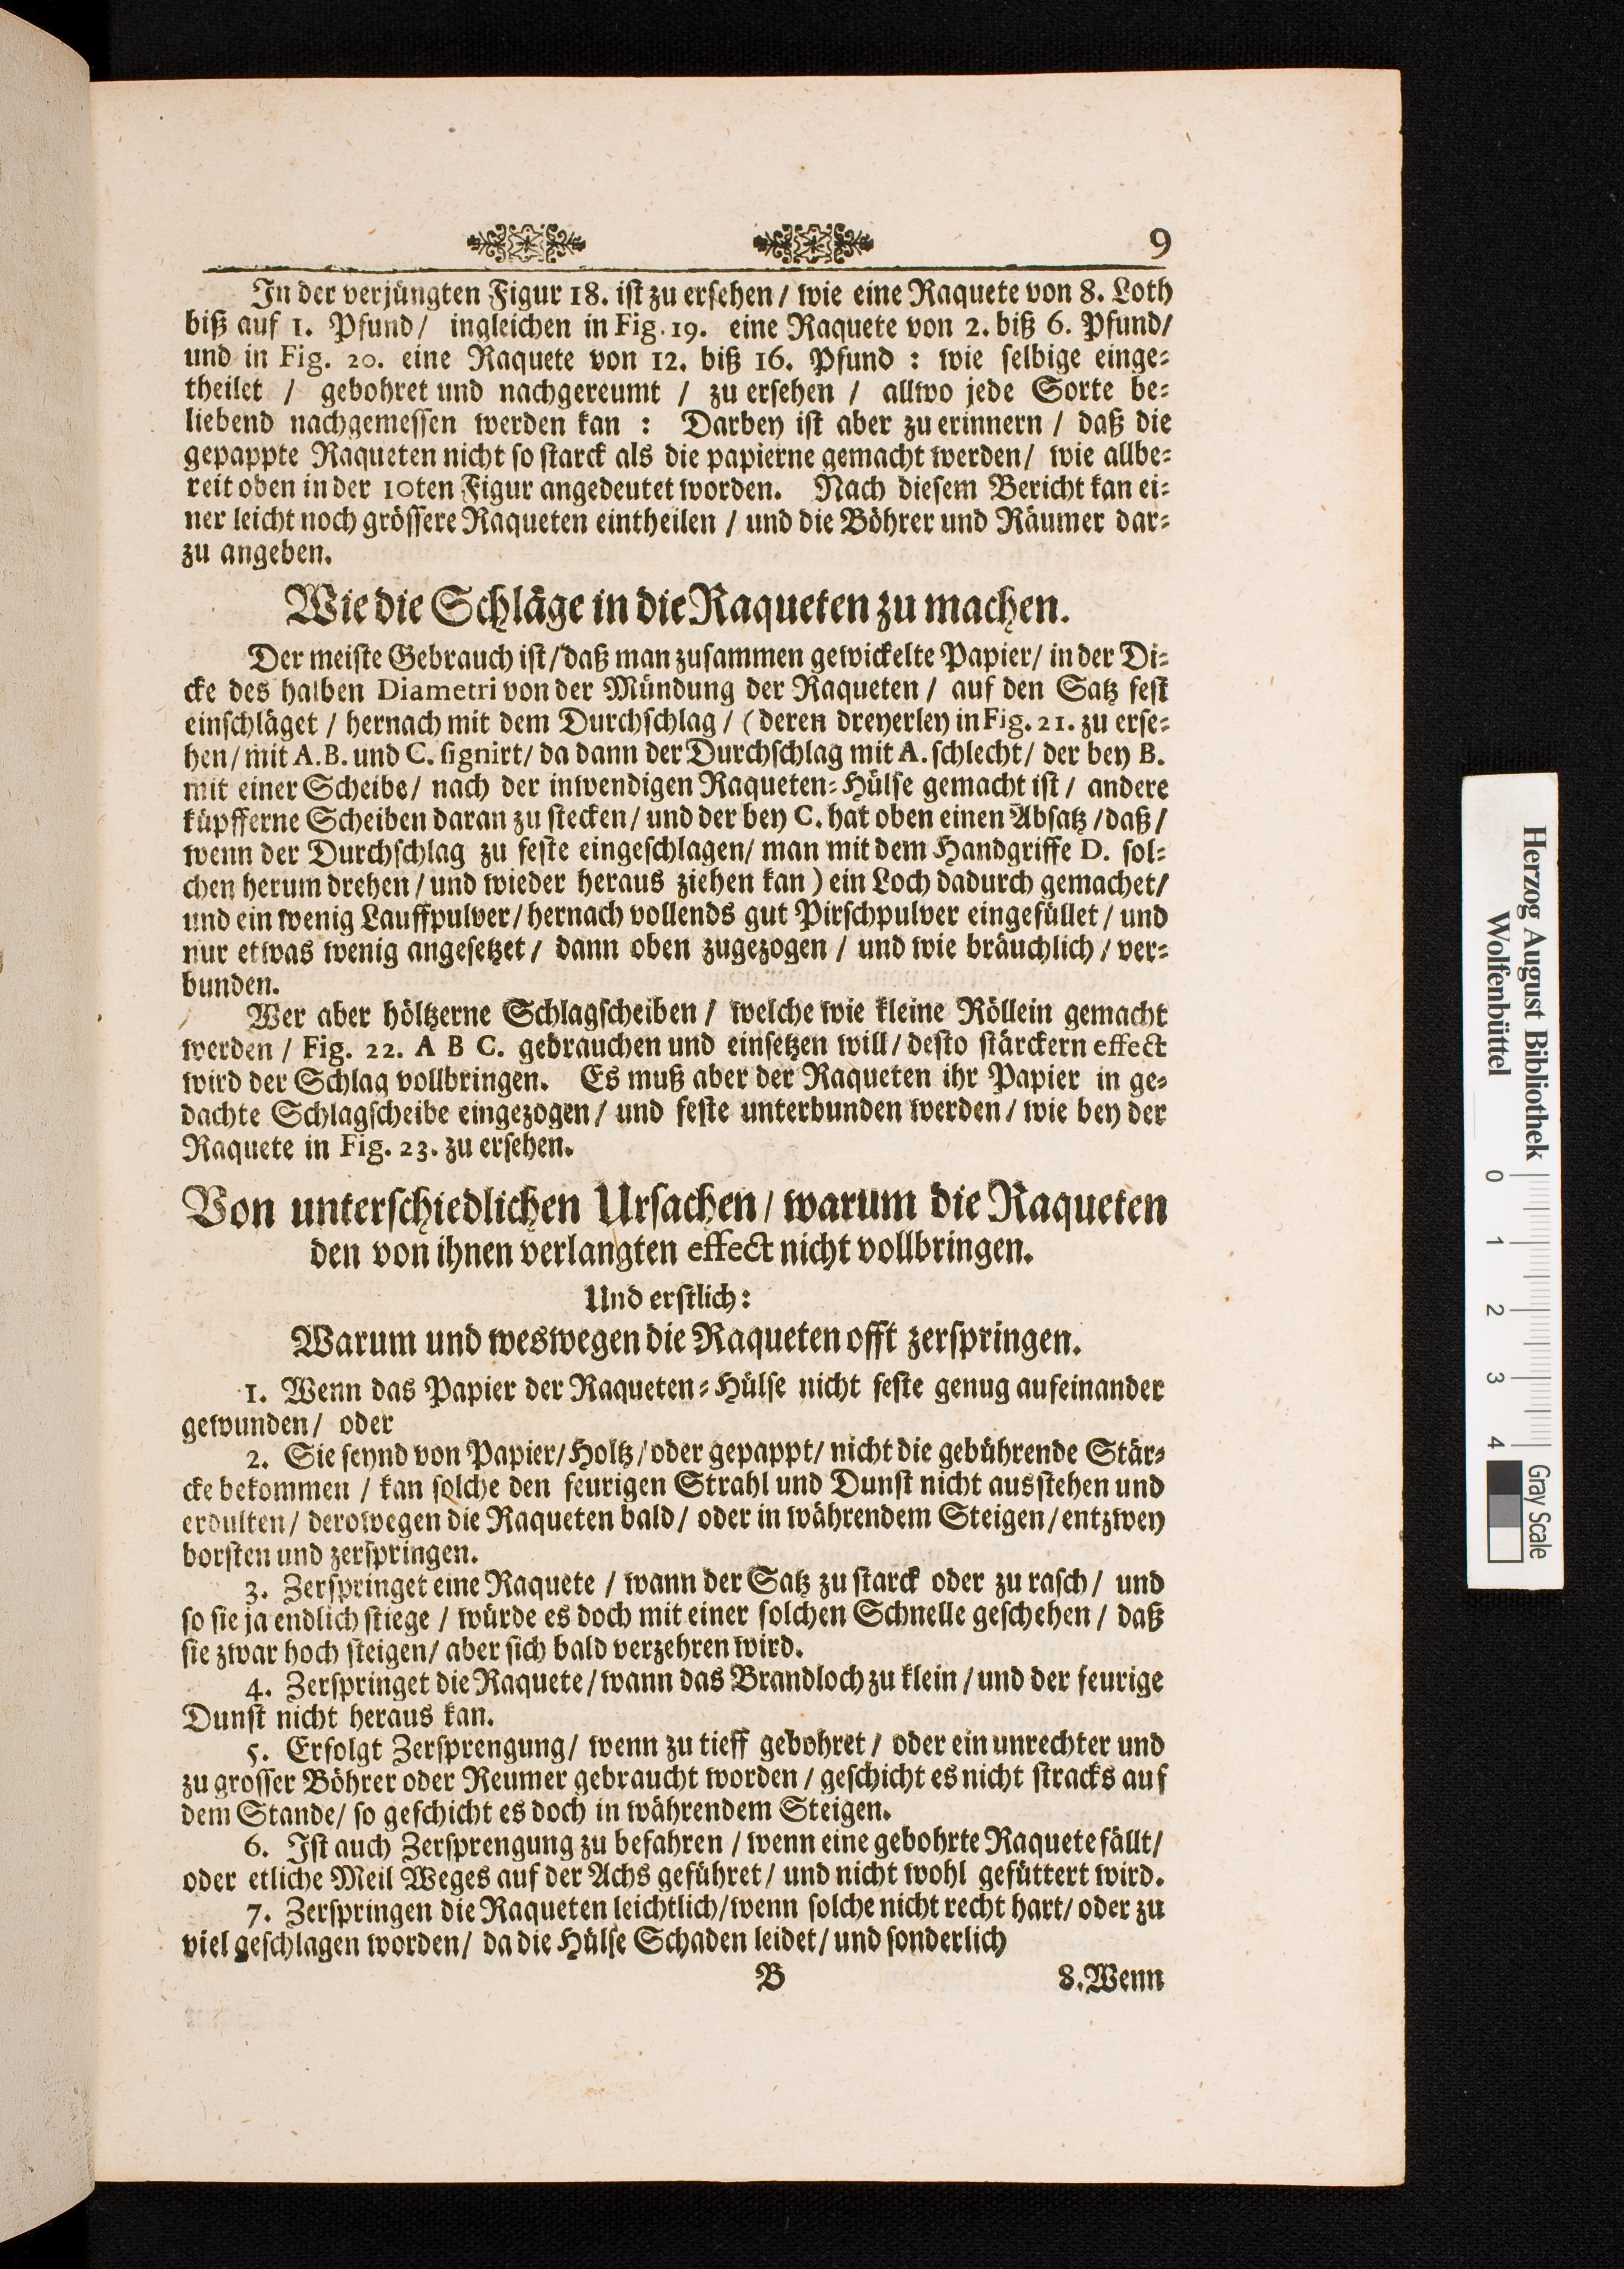 9
In der verjüngten Figur 18. ist zu ersehen / wie eine Raquete von 8. Loth
biß auf 1. Pfund / ingleichen in Fig. 19. eine Raquete von 2. biß 6. Pfund /
und in Fig. 20. eine Raquete von 12. biß 16. Pfund : wie selbige einge-
theilet / gebohret und nachgereumt / zu ersehen / allwo jede Sorte be-
liebend nachgemessen werden kan : Darbey ist aber zu erinnern / daß die
gepappte Raqueten nicht so starck als die papierne gemacht werden / wie allbe-
reit oben in der 10ten Figur angedeutet worden. Nach diesem Bericht kan ei-
ner leicht noch grössere Raqueten eintheilen / und die Böhrer und Räumer dar-
zu angeben.
Wie die Schläge in die Raqueten zu machen.
Der meiste Gebrauch ist / daß man zusammen gewickelte Papier / in der Di-
cke des halben Diametri von der Mündung der Raqueten / auf den Satz fest
einschläget / hernach mit dem Durchschlag / (deren dreyerley in Fig. 21. zu erse-
hen / mit A. B. und C. signirt / da dann der Durchschlag mit A. schlecht / der bey B.
mit einer Scheibe / nach der inwendigen Raqueten-Hülse gemacht ist / andere
küpfferne Scheiben daran zu stecken / und der bey C. hat oben einen Absatz / daß /
wenn der Durchschlag zu feste eingeschlagen / man mit dem Handgriffe D. sol-
chen herum drehen / und wieder heraus ziehen kan ) ein Loch dadurch gemachet /
und ein wenig Lauffpulver / hernach vollends gut Pirschpulver eingefüllet / und
nur etwas wenig angesetzet / dann oben zugezogen / und wie bräuchlich / ver-
bunden.
Wer aber höltzerne Schlagscheiben / welche wie kleine Röllein gemacht
werden / Fig. 22. A B C. gebrauchen und einsetzen will / desto stärckern effect
wird der Schlag vollbringen. Es muß aber der Raqueten ihr Papier in ge-
dachte Schlagscheibe eingezogen / und feste unterbunden werden / wie bey der
Raquete in Fig. 23. zu ersehen.
Von unterschiedlichen Ursachen / warum die Raqueten
den von ihnen verlangten effect nicht vollbringen.
Und erstlich:
Warum und weswegen die Raqueten offt zerspringen.
1. Wenn das Papier der Raqueten-Hülse nicht feste genug aufeinander
gewunden / oder
2. Sie seynd von Papier / Holtz / oder gepappt / nicht die gebührende Stär-
cke bekommen / kan solche den feurigen Strahl und Dunst nicht ausstehen und
erdulten / derowegen die Raqueten bald / oder in währendem Steigen / entzwey
borsten und zerspringen.
3. Zerspringet eine Raquete / wann der Satz zu starck oder zu rasch / und
so sie ja endlich stiege / würde es doch mit einer solchen Schnelle geschehen / daß
sie zwar hoch steigen / aber sich bald verzehren wird.
4. Zerspringet die Raquete / wann das Brandloch zu klein / und der feurige
Dunst nicht heraus kan.
5. Erfolgt Zersprengung / wenn zu tieff gebohret / oder ein unrechter und
zu grosser Böhrer oder Reumer gebraucht worden / geschicht es nicht stracks auf
dem Stande / so geschicht es doch in währendem Steigen.
6. Ist auch Zersprengung zu befahren / wenn eine gebohrte Raquete fällt /
oder etliche Meil Weges auf der Achs geführet / und nicht wohl gefüttert wird.
7. Zerspringen die Raqueten leichtlich / wenn solche nicht recht hart / oder zu
viel geschlagen worden / da die Hülse Schaden leidet / und sonderlich
B 8. Wenn
Herzog August Bibliothek
Wolfenbüttel
0 1 2 3 4
Gray Scale